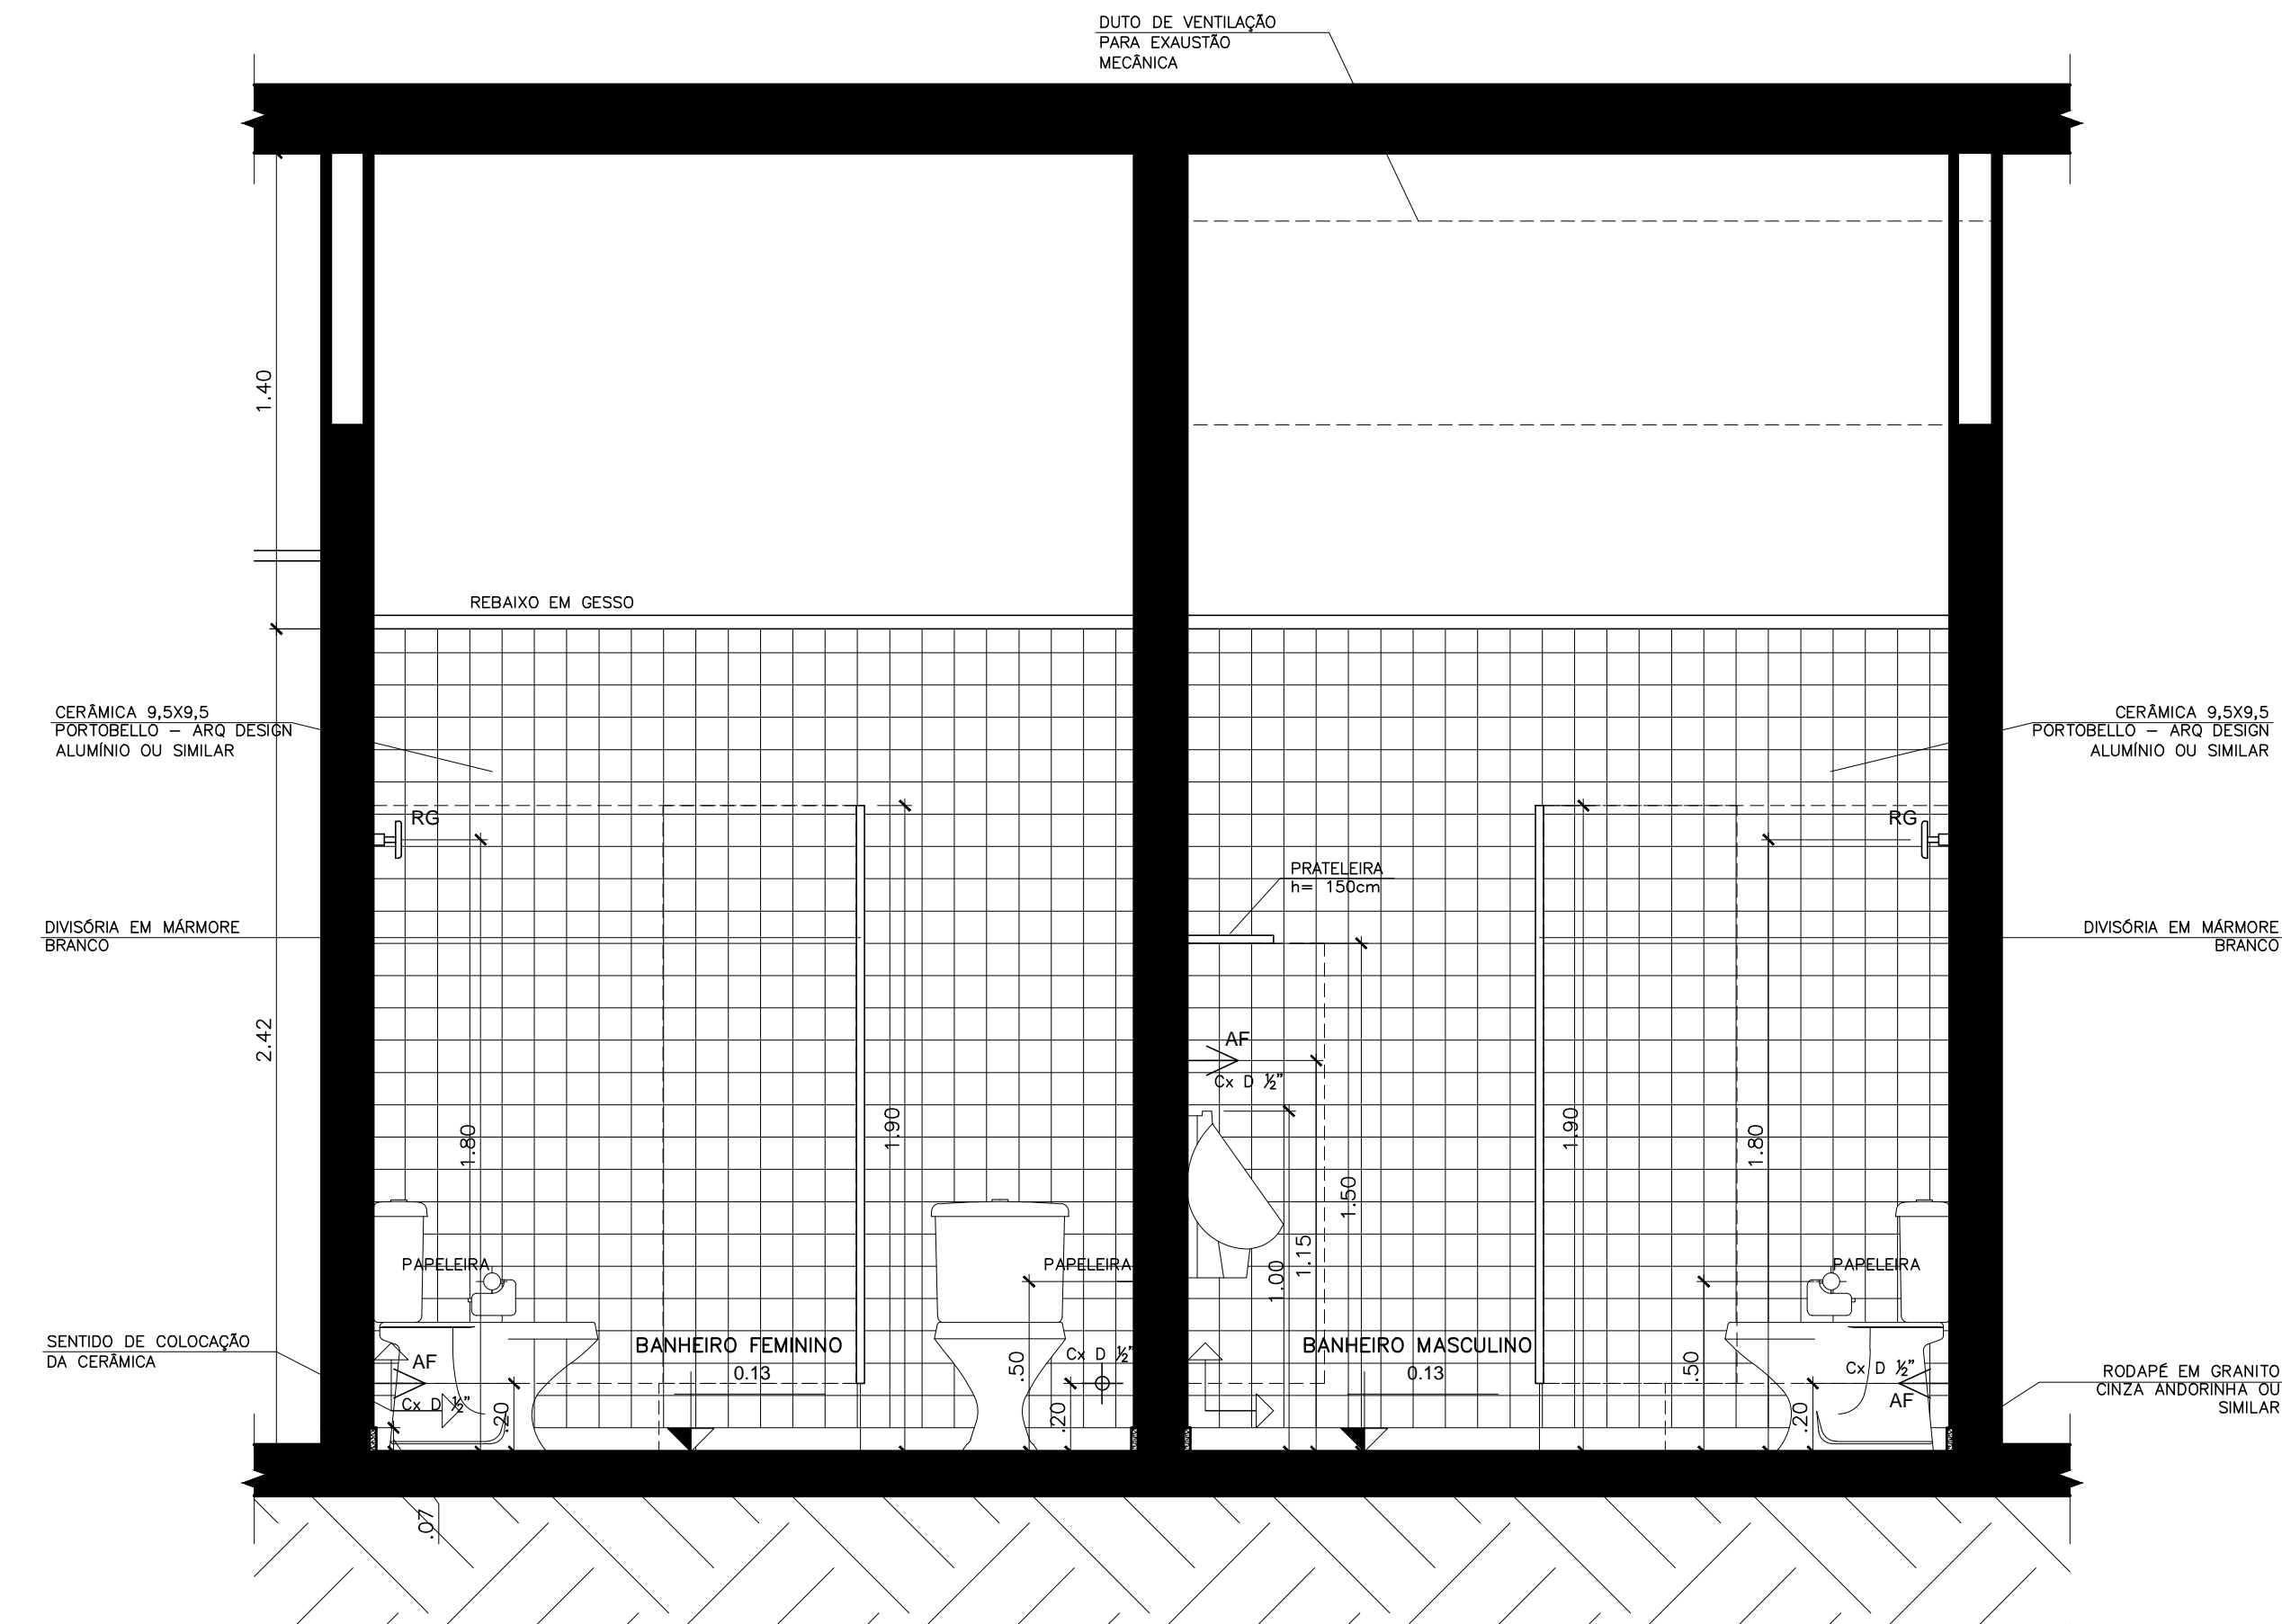 DUTO DE VENTILAÇÃO
PARA EXAUSTÃO
MECÂNICA
1.40
REBAIXO EM GESSO
CERÂMICA 9,5X9,5
PORTOBELLO – ARQ DESIGN
ALUMÍNIO OU SIMILAR
CERÂMICA 9,5X9,5
PORTOBELLO – ARQ DESIGN
ALUMÍNIO OU SIMILAR
RG
RG
PRATELEIRA
h= 150cm
DIVISÓRIA EM MÁRMORE
BRANCO
DIVISÓRIA EM MÁRMORE
BRANCO
2.42
1.80
1.90
AF
Cx D ½"
1.00
1.15
1.50
1.90
1.80
PAPELEIRA
PAPELEIRA
PAPELEIRA
SENTIDO DE COLOCAÇÃO
DA CERÂMICA
BANHEIRO FEMININO
0.13
BANHEIRO MASCULINO
0.13
AF
Cx D ½"
.20
.50
Cx D ½"
.20
.50
Cx D ½"
AF
.20
RODAPÉ EM GRANITO
CINZA ANDORINHA OU
SIMILAR
.07